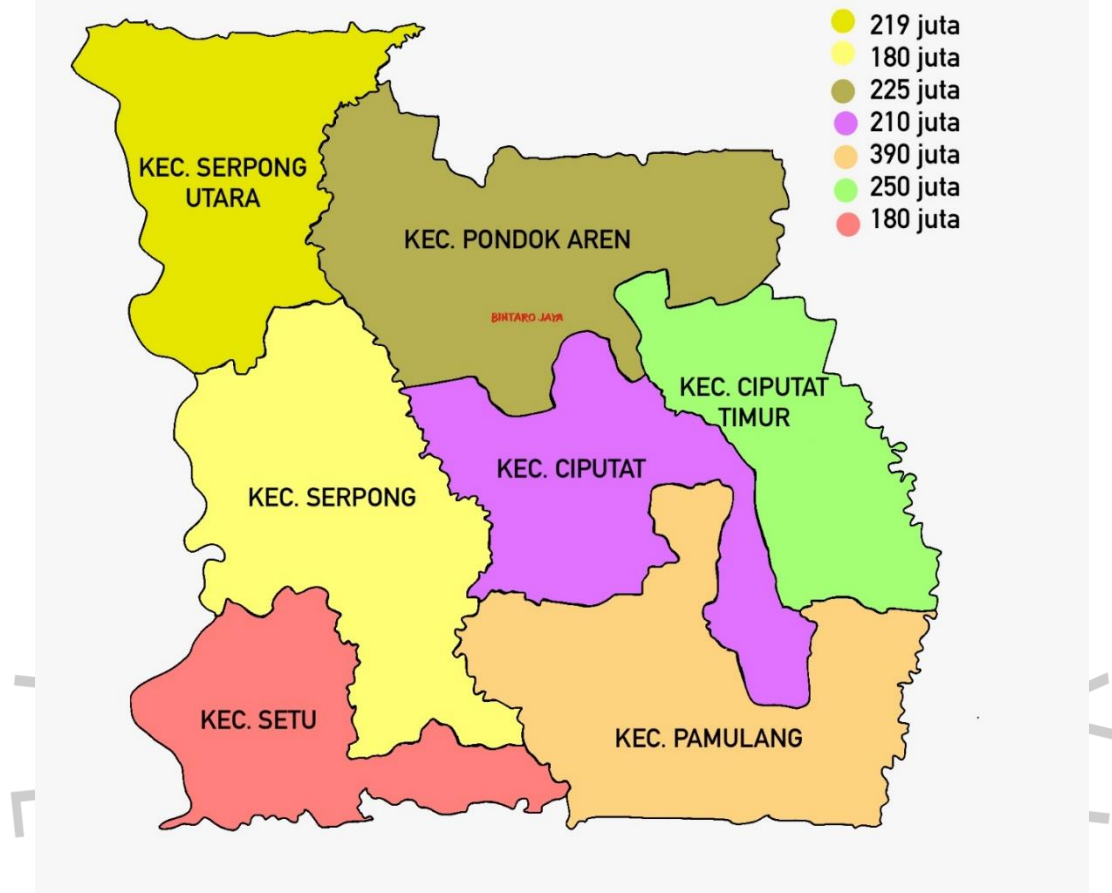 219 juta
180 juta
225 juta
210 juta
390 juta
250 juta
180 juta
KEC. SERPONG
UTARA
KEC. PONDOK AREN
BINTARO JAYA
KEC. CIPUTAT
TIMUR
KEC. CIPUTAT
KEC. SERPONG
KEC. SETU
KEC. PAMULANG